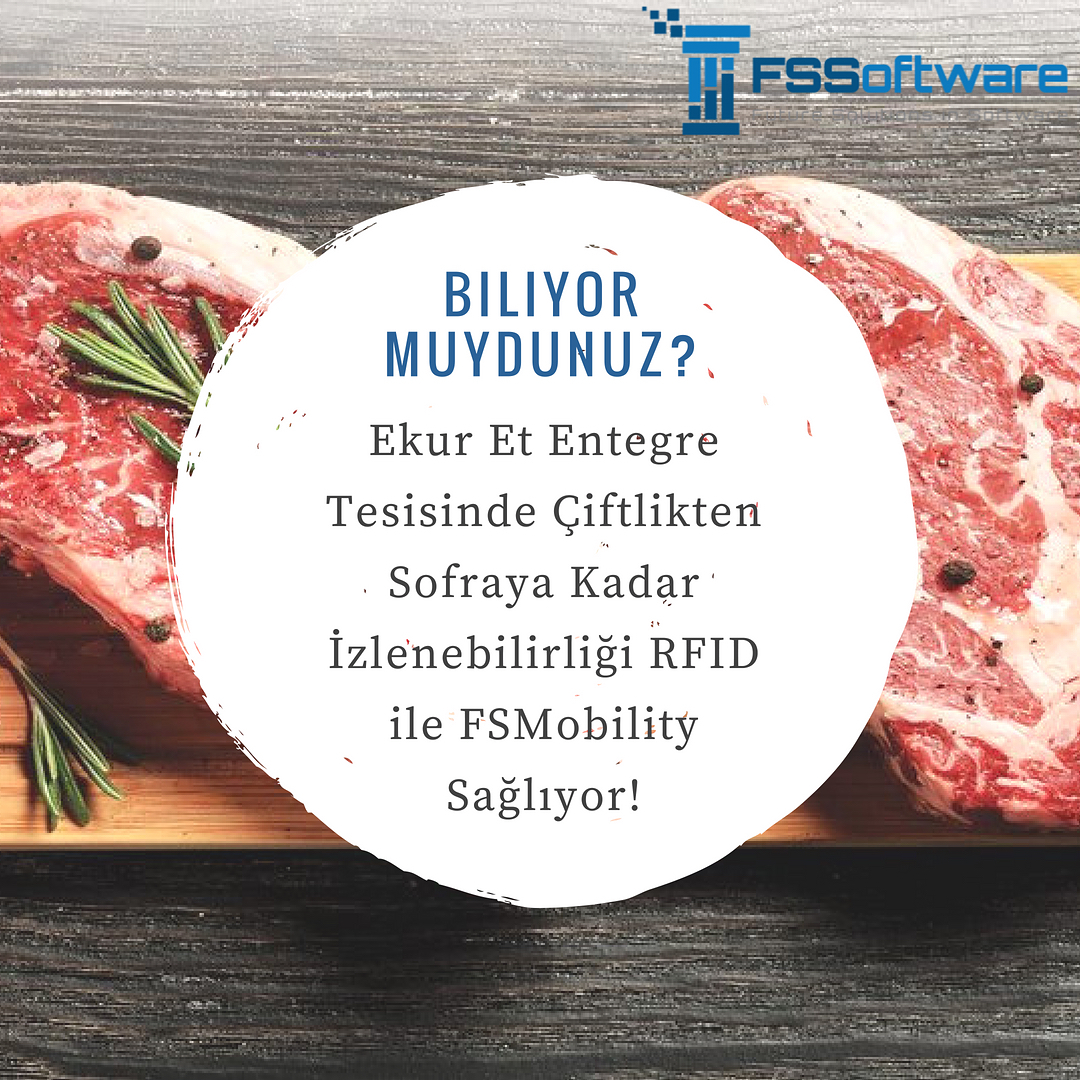 FSSoftware
BILIYOR
MUYDUNUZ?
Ekur Et Entegre
Tesisinde Çiftlikten
Sofraya Kadar
İzlenebilirliği RFID
ile FSMobility
Sağlıyor!